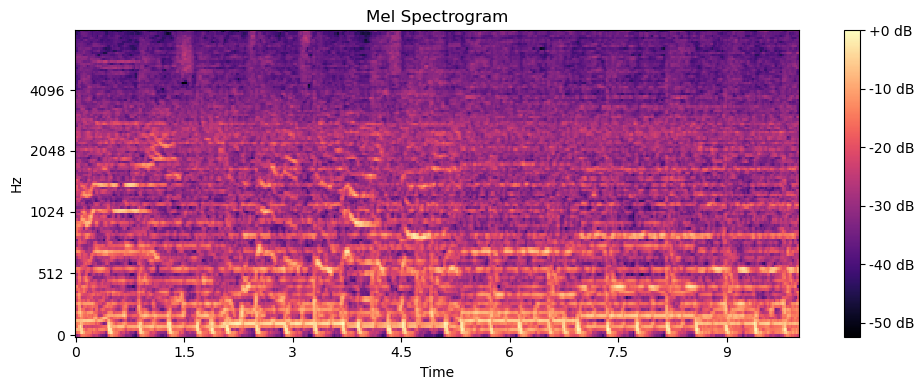 Mel Spectrogram
Hz
4096
2048
1024
512
0
0 1.5 3 4.5 6 7.5 9
Time
+0 dB
-10 dB
-20 dB
-30 dB
-40 dB
-50 dB